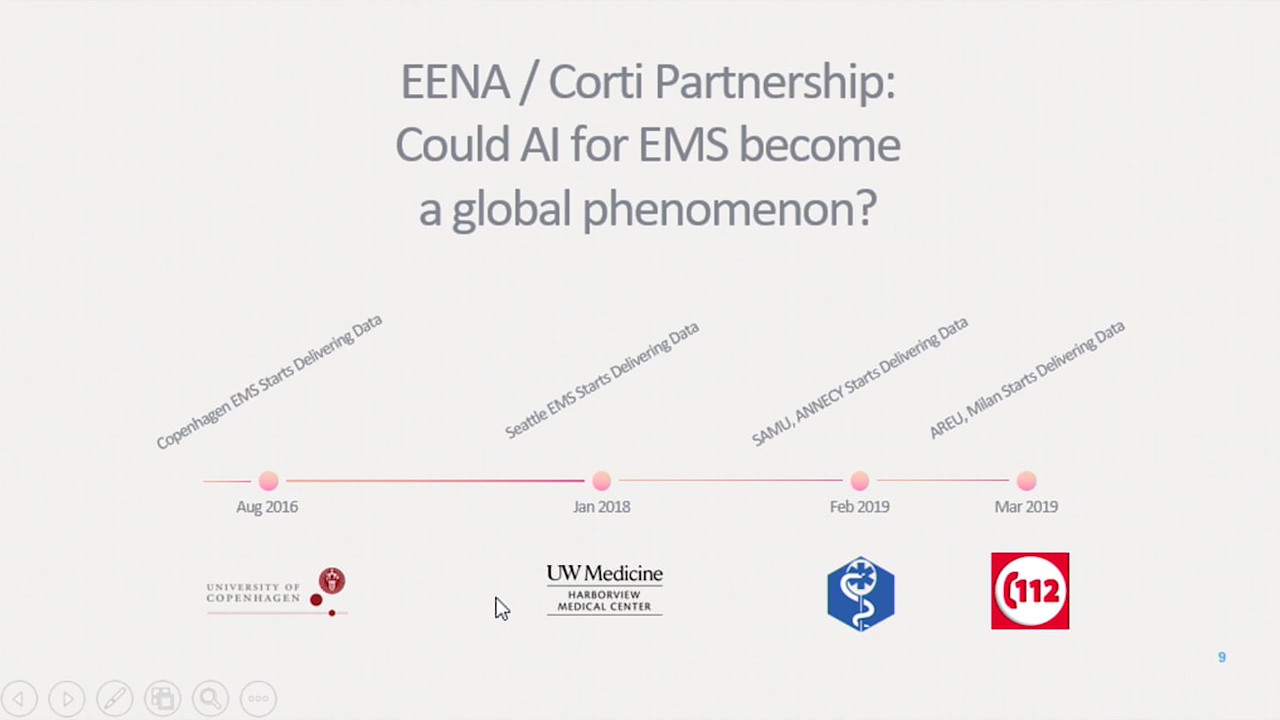 EENA / Corti Partnership:
Could AI for EMS become
a global phenomenon?
Copenhagen EMS Starts Delivering Data
Seattle EMS Starts Delivering Data
SAMU, ANNECY Starts Delivering Data
AREU, Milan Starts Delivering Data
Aug 2016
Jan 2018
Feb 2019
Mar 2019
UNIVERSITY OF
COPENHAGEN
UW Medicine
HARBORVIEW
MEDICAL CENTER
112
9